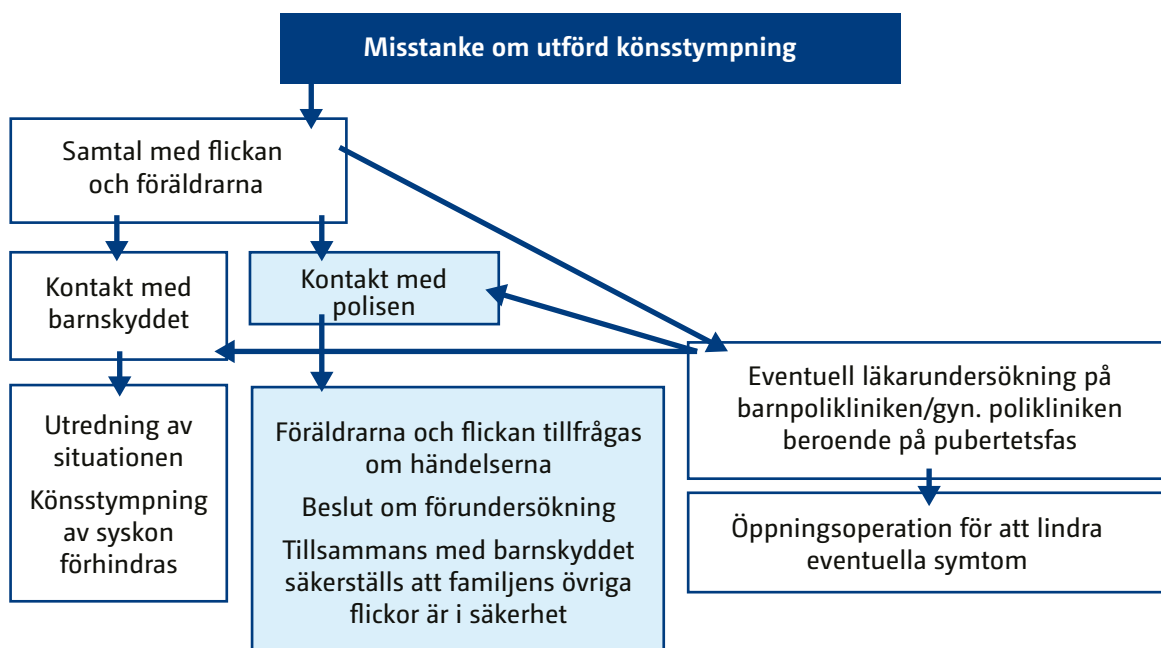 Misstanke om utförd könsstympning
Samtal med flickan
och föräldrarna
Kontakt med
barnskyddet
Kontakt med
polisen
Utredning av
situationen
Könsstympning
av syskon
förhindras
Föräldrarna och flickan tillfrågas
om händelserna
Beslut om förundersökning
Tillsammans med barnskyddet
säkerställs att familjens övriga
flickor är i säkerhet
Eventuell läkarundersökning på
barnpolikliniken/gyn. polikliniken
beroende på pubertetsfas
Öppningsoperation för att lindra
eventuella symtom